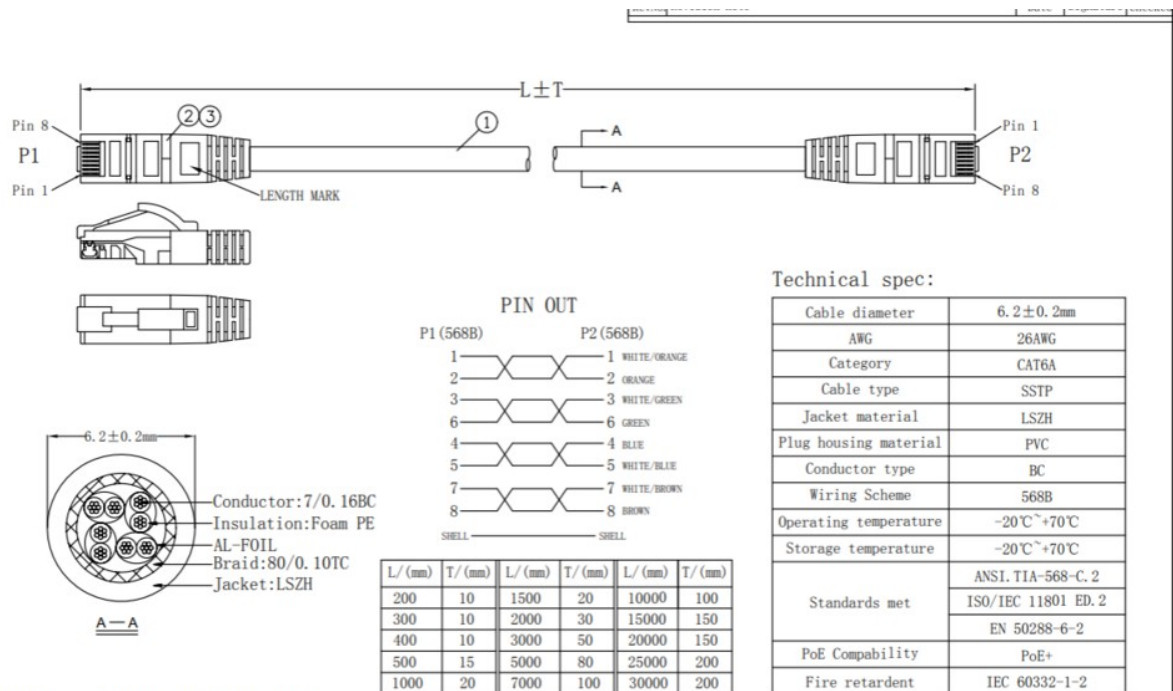 L±T
Pin 8
P1
Pin 1
② ③
①
A
A
LENGTH MARK
Pin 1
P2
Pin 8
PIN OUT
P1(568B) P2(568B)
1 1 WHITE/ORANGE
2 2 ORANGE
3 3 WHITE/GREEN
6 6 GREEN
4 4 BLUE
5 5 WHITE/BLUE
7 7 WHITE/BROWN
8 8 BROWN
SHELL SHELL
6.2±0.2mm
Conductor:7/0.16BC
Insulation:Foam PE
AL-FOIL
Braid:80/0.10TC
Jacket:LSZH
A—A
L/(mm) T/(mm) L/(mm) T/(mm) L/(mm) T/(mm)
200 10 1500 20 10000 100
300 10 2000 30 15000 150
400 10 3000 50 20000 150
500 15 5000 80 25000 200
1000 20 7000 100 30000 200
Technical spec:
Cable diameter 6.2±0.2mm
AWG 26AWG
Category CAT6A
Cable type SSTP
Jacket material LSZH
Plug housing material PVC
Conductor type BC
Wiring Scheme 568B
Operating temperature -20℃~+70℃
Storage temperature -20℃~+70℃
Standards met ANSI.TIA-568-C.2
ISO/IEC 11801 ED.2
EN 50288-6-2
PoE Compability PoE+
Fire retardent IEC 60332-1-2